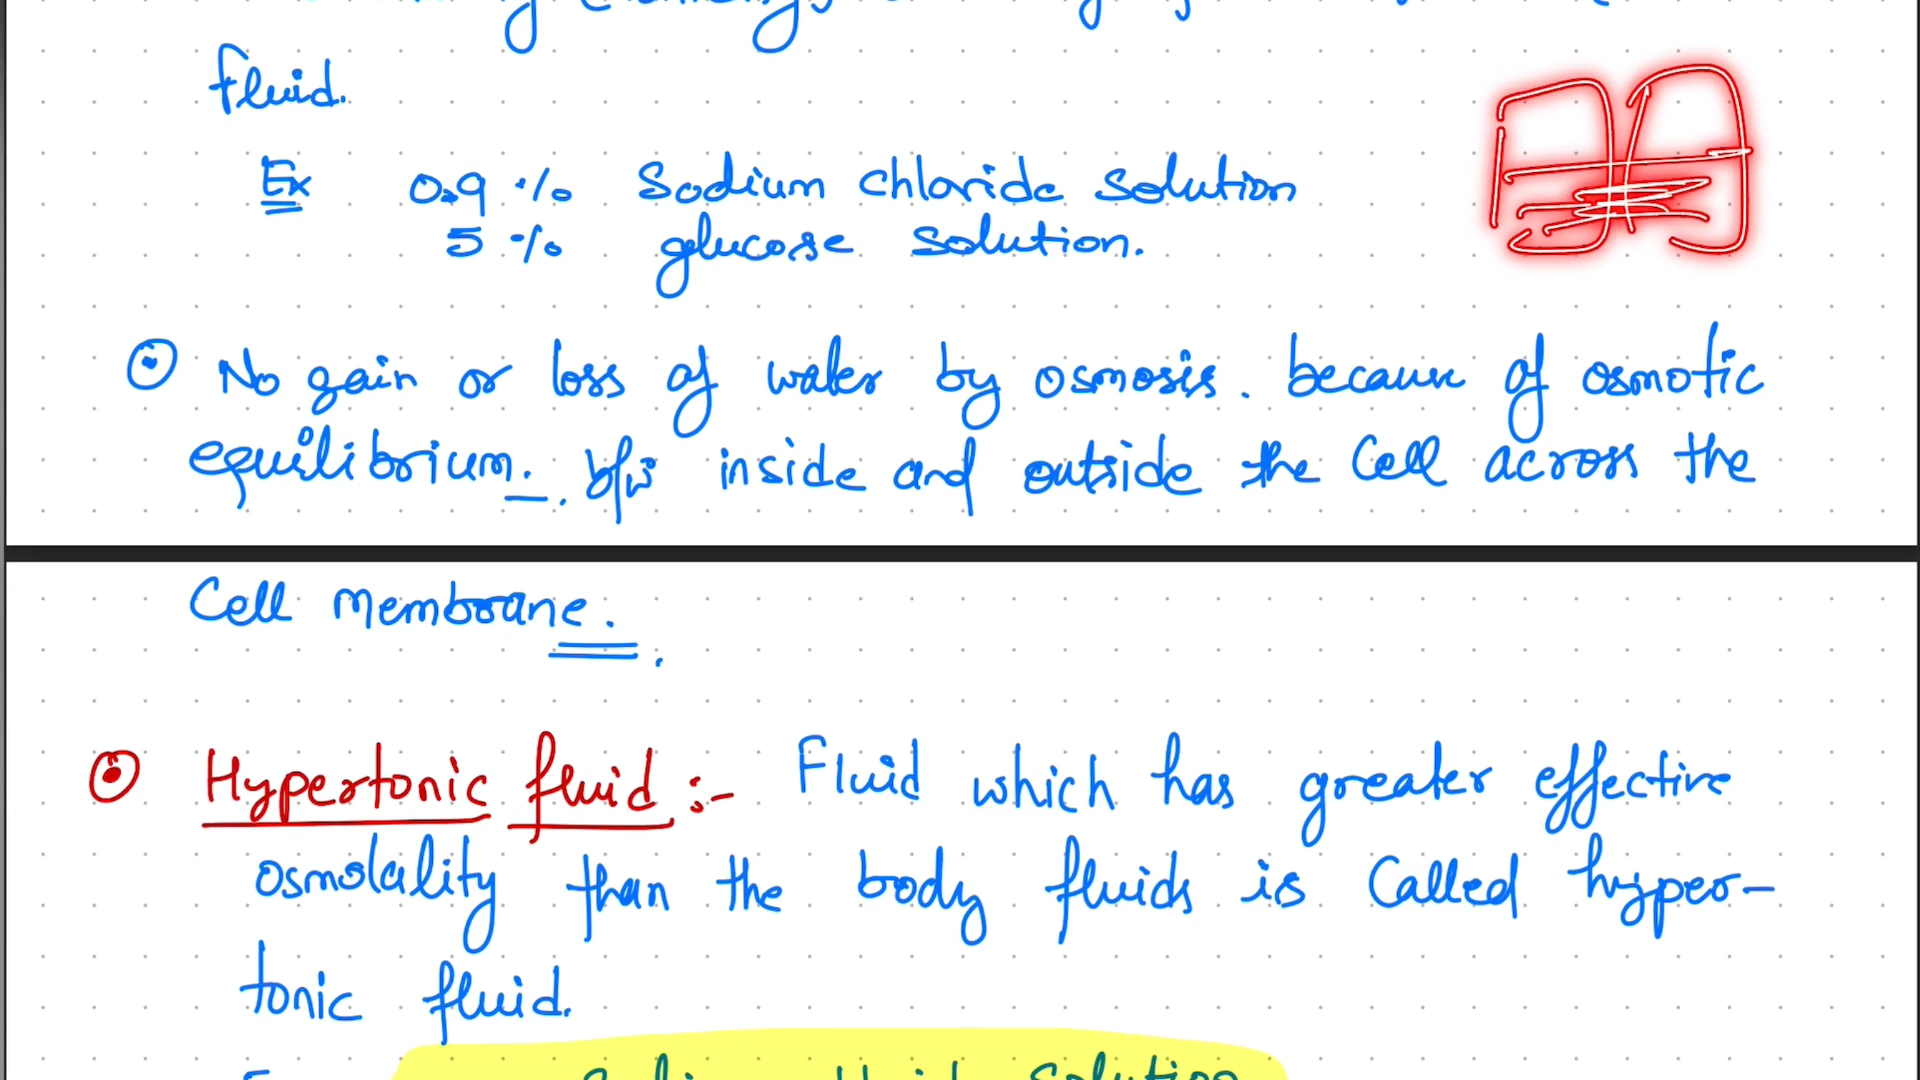 fluid.
Ex 0.9 % Sodium chloride solution
5 % glucose solution.
No gain or loss of water by osmosis. because of osmotic
equilibrium. b/w inside and outside the cell across the
Cell membrane.
Hypertonic fluid :- Fluid which has greater effective
osmolality than the body fluids is called hyper-
tonic fluid.
Solution